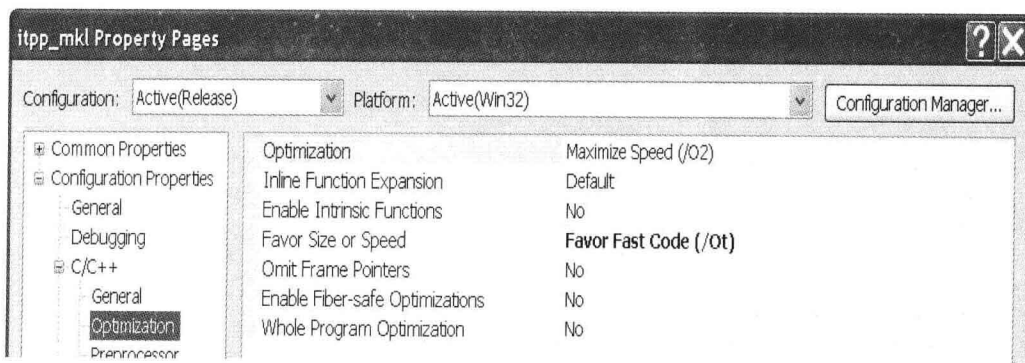 itpp_mkl Property Pages
Configuration: Active(Release) Platform: Active(Win32) Configuration Manager...
Common Properties
Configuration Properties
General
Debugging
C/C++
General
Optimization
Preprocessor
Optimization Maximize Speed (/O2)
Inline Function Expansion Default
Enable Intrinsic Functions No
Favor Size or Speed Favor Fast Code (/Ot)
Omit Frame Pointers No
Enable Fiber-safe Optimizations No
Whole Program Optimization No